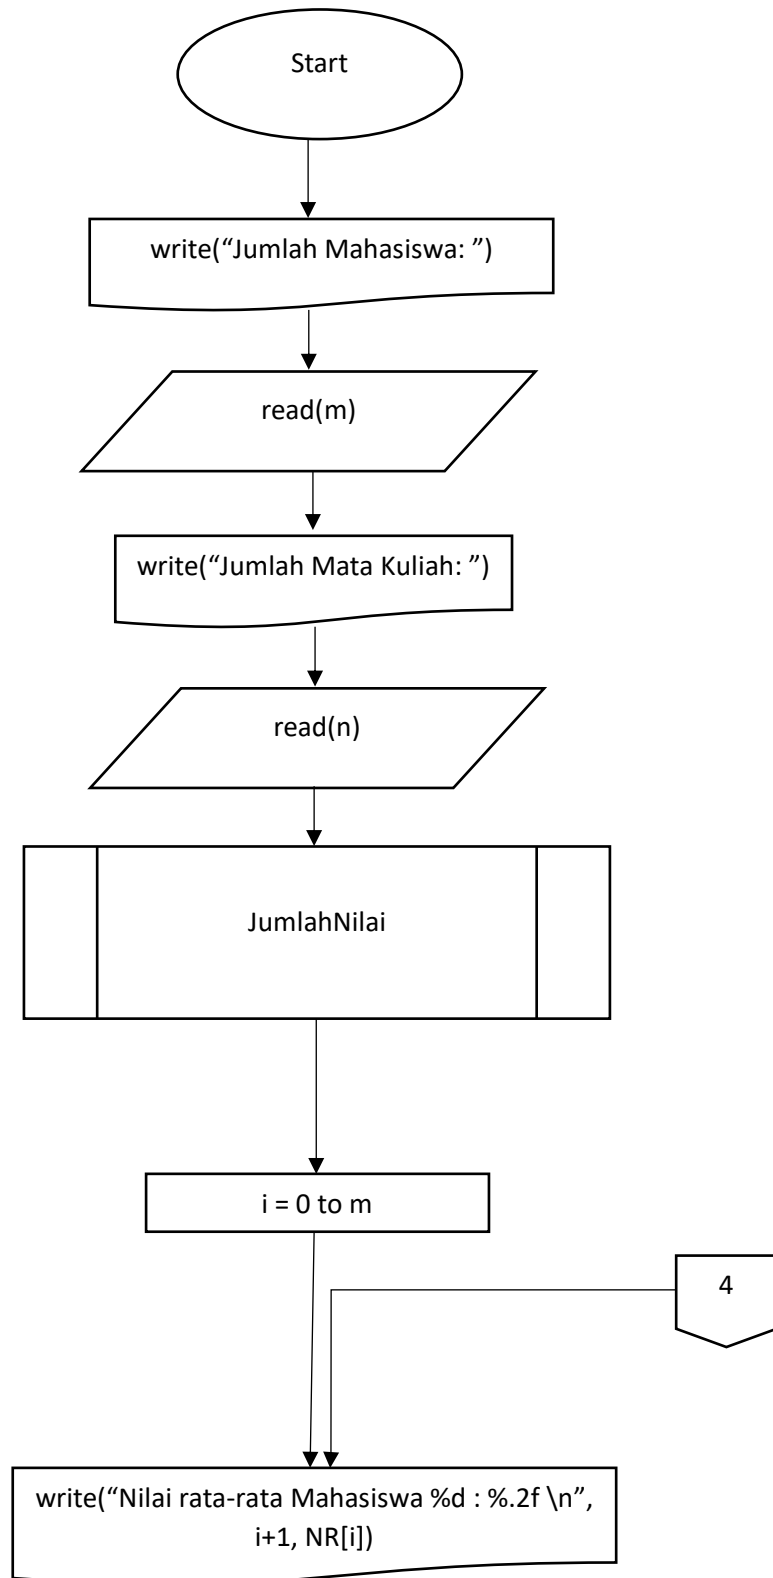 Start
write(“Jumlah Mahasiswa: ”)
read(m)
write(“Jumlah Mata Kuliah: ”)
read(n)
JumlahNilai
i = 0 to m
4
write(“Nilai rata-rata Mahasiswa %d : %.2f \n”,
i+1, NR[i])